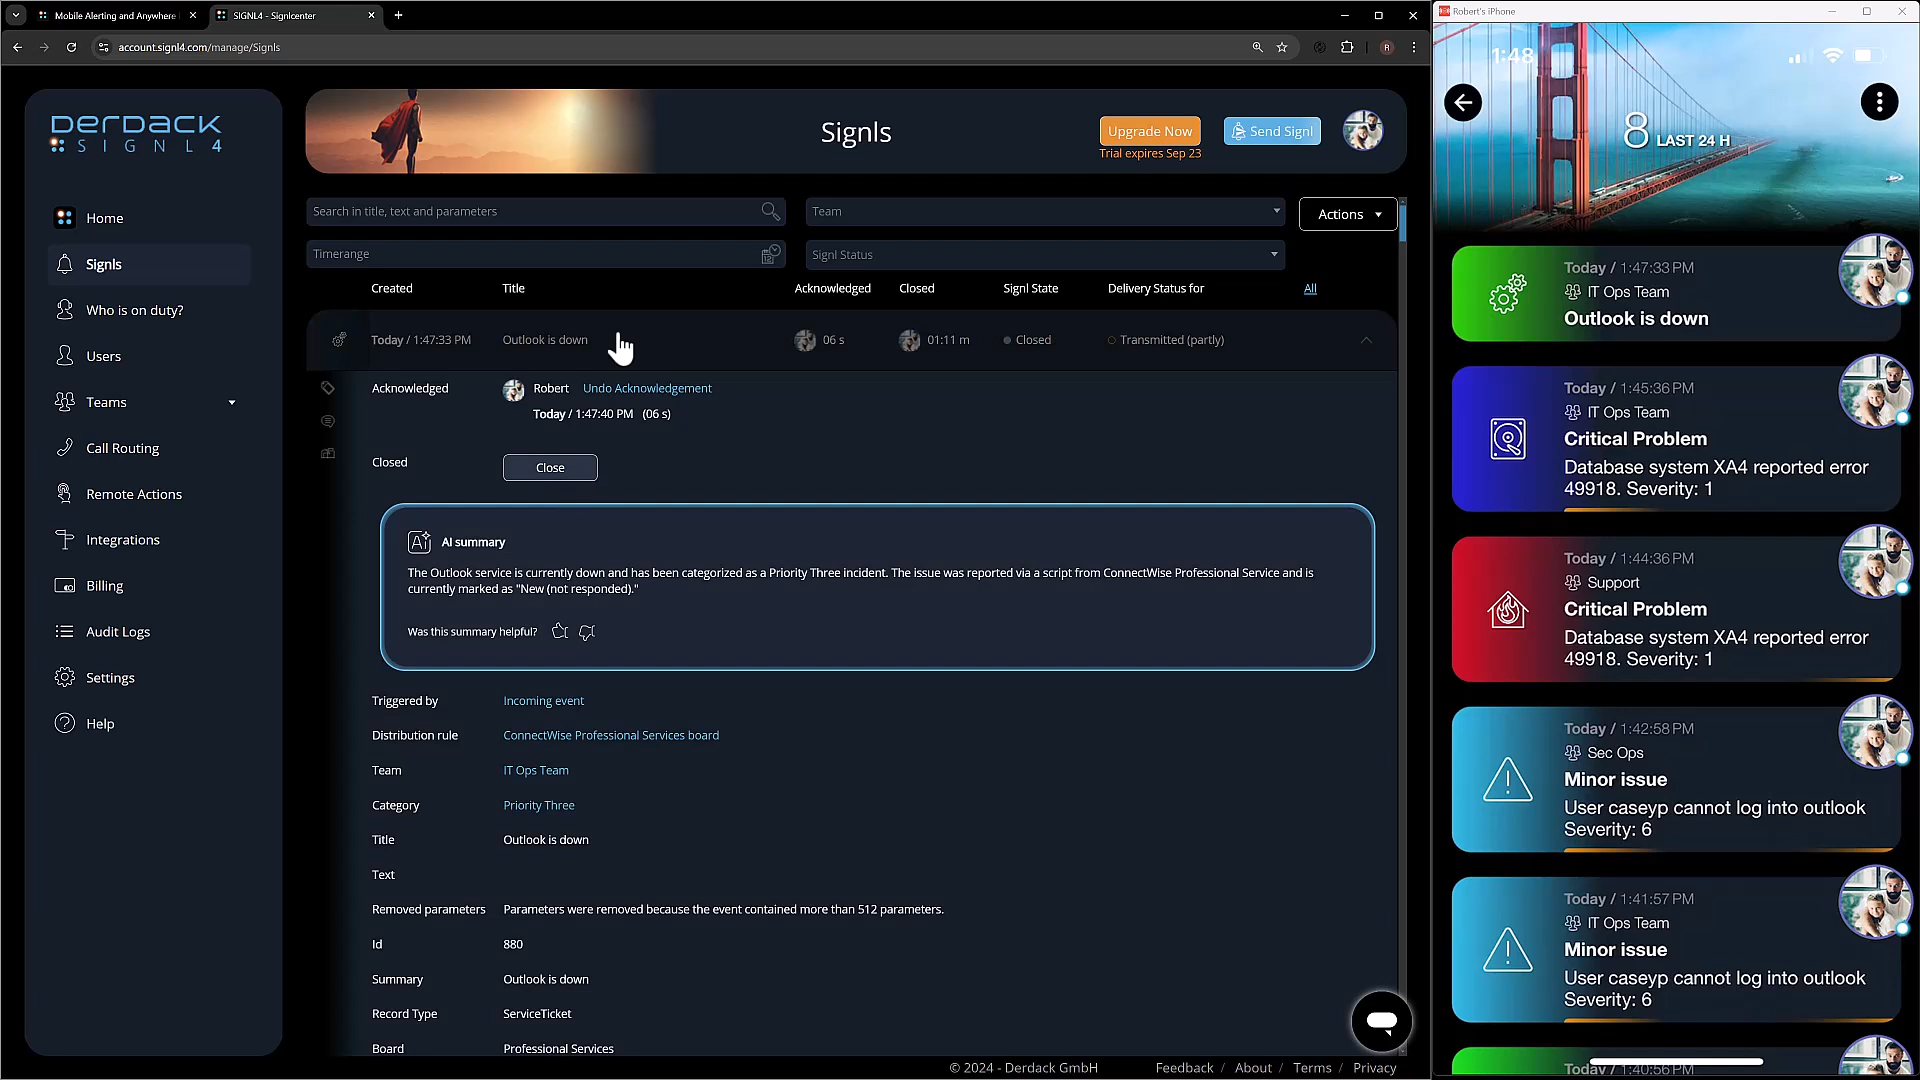 Mobile Alerting and Anywhere
SIGNL4 - Signlcenter
account.signl4.com/manage/Signls
R
DERDACK
SIGNL4
Home
Signls
Who is on duty?
Users
Teams
Call Routing
Remote Actions
Integrations
Billing
Audit Logs
Settings
Help
Signls
Upgrade Now
Trial expires Sep 23
Send Signl
Search in title, text and parameters
Team
Actions
Timerange
Signl Status
Created Title Acknowledged Closed Signl State Delivery Status for All
Today / 1:47:33 PM Outlook is down 06 s 01:11 m Closed Transmitted (partly)
Acknowledged Robert Undo Acknowledgement
Today / 1:47:40 PM (06 s)
Closed Close
AI AI summary
The Outlook service is currently down and has been categorized as a Priority Three incident. The issue was reported via a script from ConnectWise Professional Service and is
currently marked as "New (not responded)."
Was this summary helpful?
Triggered by Incoming event
Distribution rule ConnectWise Professional Services board
Team IT Ops Team
Category Priority Three
Title Outlook is down
Text
Removed parameters Parameters were removed because the event contained more than 512 parameters.
Id 880
Summary Outlook is down
Record Type ServiceTicket
Board Professional Services
© 2024 - Derdack GmbH Feedback / About / Terms / Privacy
Robert's iPhone
1:48
8 LAST 24 H
Today / 1:47:33 PM
IT Ops Team
Outlook is down
Today / 1:45:36 PM
IT Ops Team
Critical Problem
Database system XA4 reported error
49918. Severity: 1
Today / 1:44:36 PM
Support
Critical Problem
Database system XA4 reported error
49918. Severity: 1
Today / 1:42:58 PM
Sec Ops
Minor issue
User caseyp cannot log into outlook
Severity: 6
Today / 1:41:57 PM
IT Ops Team
Minor issue
User caseyp cannot log into outlook
Severity: 6
Today / 1:40:56 PM